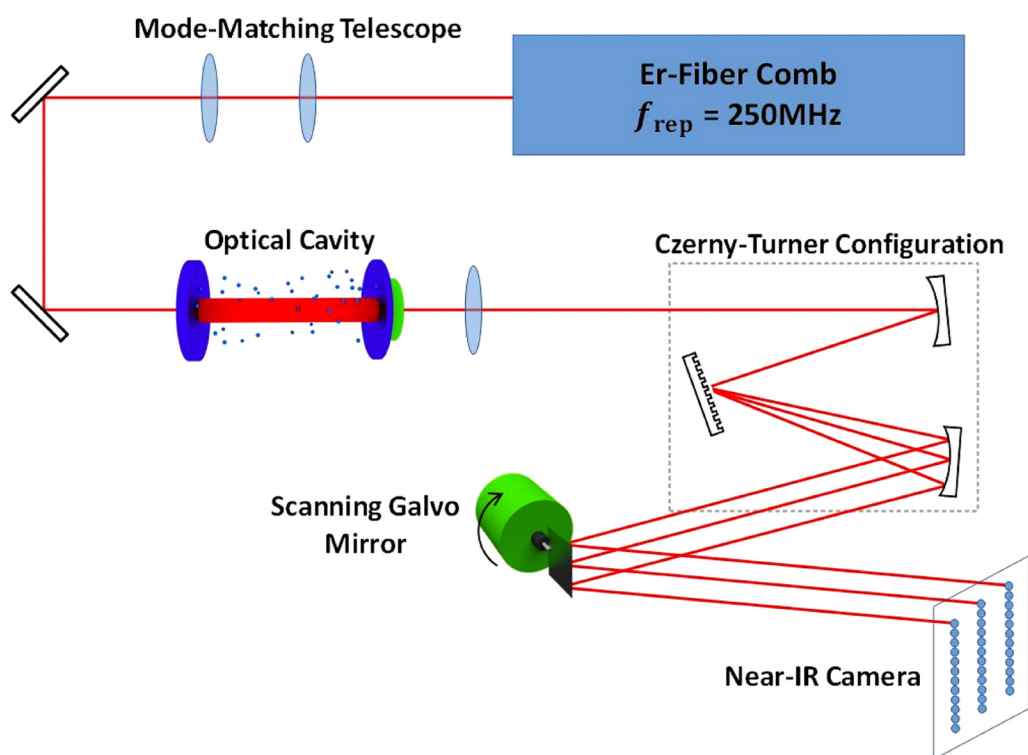 Mode-Matching Telescope
Er-Fiber Comb
f_rep = 250MHz
Optical Cavity
Czerny-Turner Configuration
Scanning Galvo
Mirror
Near-IR Camera